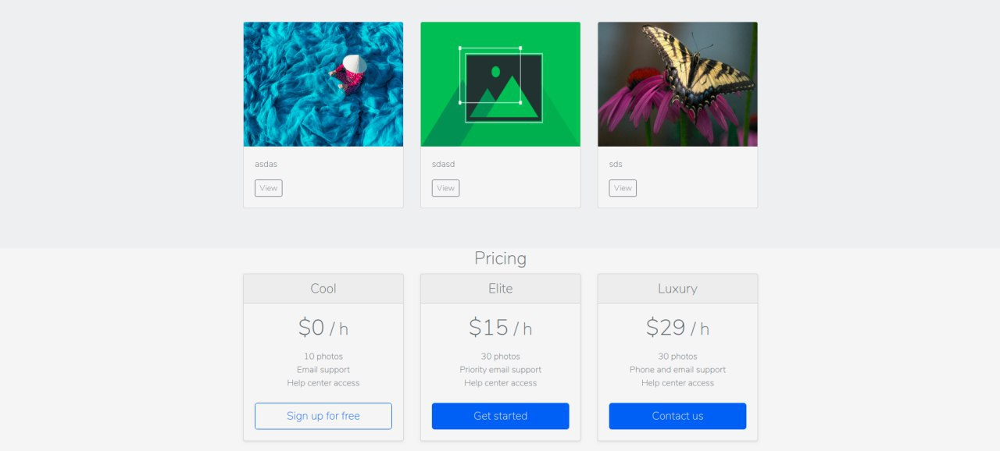 asdas
View
sdasd
View
sds
View
Pricing
Cool
$0 / h
10 photos
Email support
Help center access
Sign up for free
Elite
$15 / h
30 photos
Priority email support
Help center access
Get started
Luxury
$29 / h
30 photos
Phone and email support
Help center access
Contact us